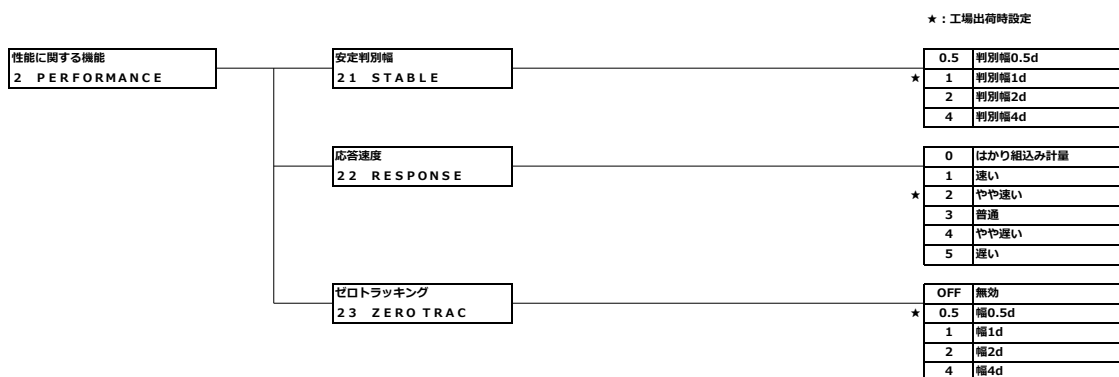 ★：工場出荷時設定
性能に関する機能
2 PERFORMANCE
安定判別幅
21 STABLE
0.5 判別幅0.5d
★ 1 判別幅1d
2 判別幅2d
4 判別幅4d
応答速度
22 RESPONSE
0 はかり組込み計量
1 速い
★ 2 やや速い
3 普通
4 やや遅い
5 遅い
ゼロトラッキング
23 ZERO TRAC
OFF 無効
★ 0.5 幅0.5d
1 幅1d
2 幅2d
4 幅4d